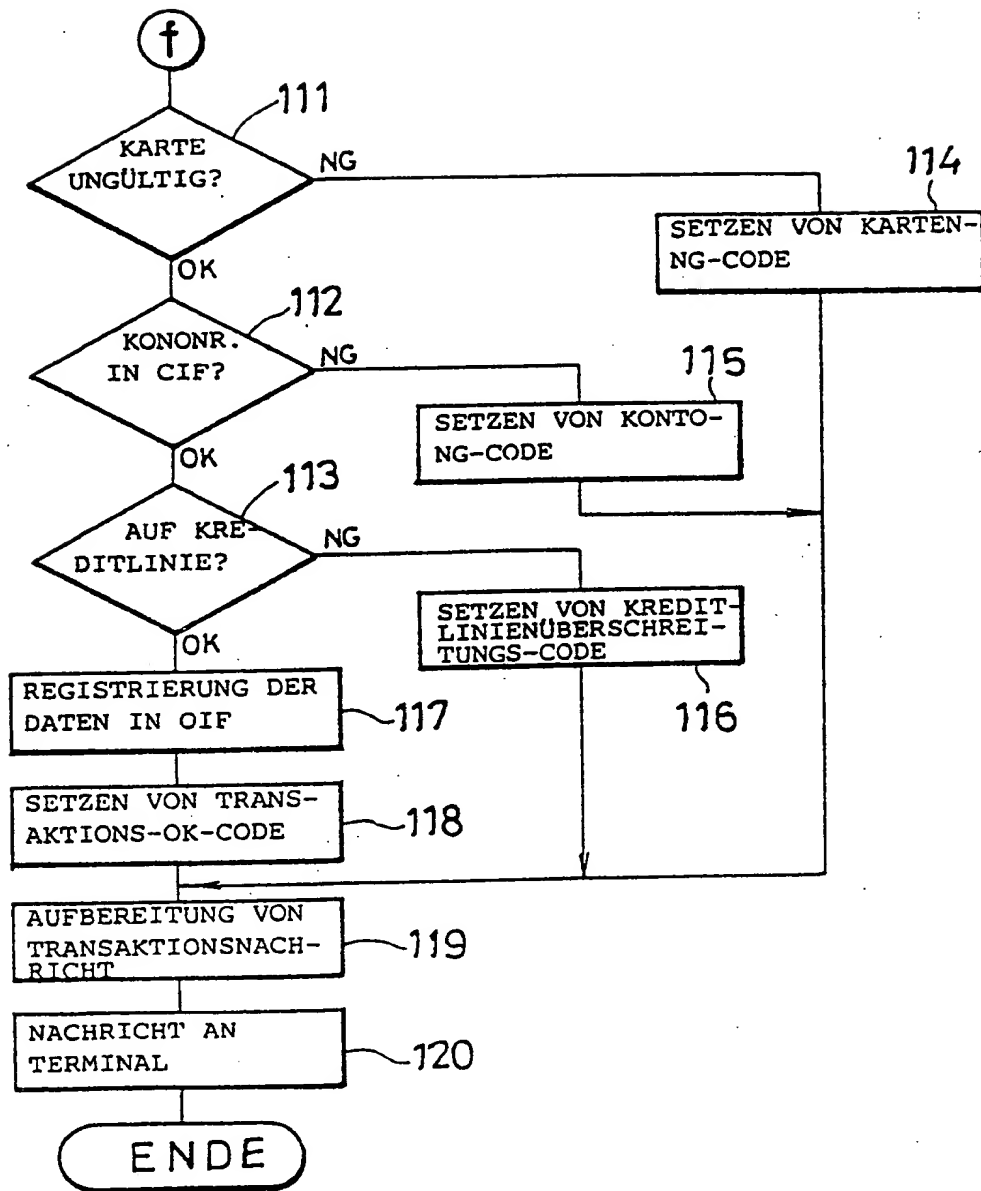 f
111
KARTE
UNGÜLTIG?
NG
OK
114
SETZEN VON KARTEN-
NG-CODE
112
KONONR.
IN CIF?
NG
OK
115
SETZEN VON KONTO-
NG-CODE
113
AUF KRE-
DITLINIE?
NG
OK
SETZEN VON KREDIT-
LINIENÜBERSCHREI-
TUNGS-CODE
116
REGISTRIERUNG DER
DATEN IN OIF
117
SETZEN VON TRANS-
AKTIONS-OK-CODE
118
AUFBEREITUNG VON
TRANSAKTIONSNACH-
RICHT
119
NACHRICHT AN
TERMINAL
120
ENDE